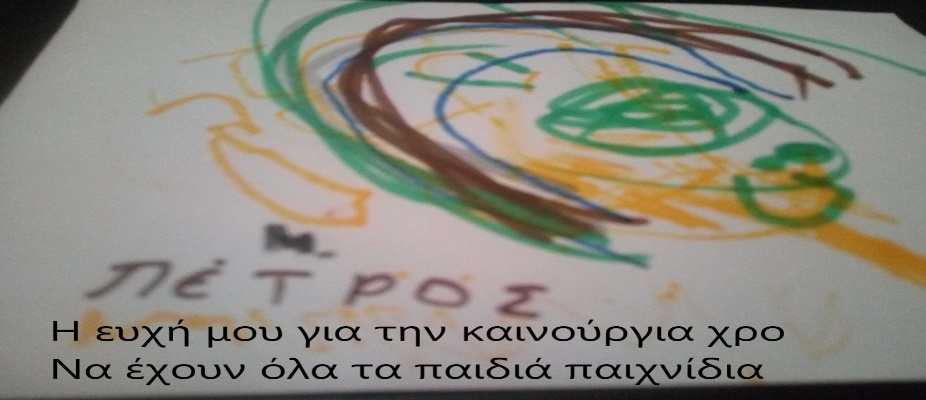 Μ.
Πέτρος
Η ευχή μου για την καινούργια χρο
Να έχουν όλα τα παιδιά παιχνίδια